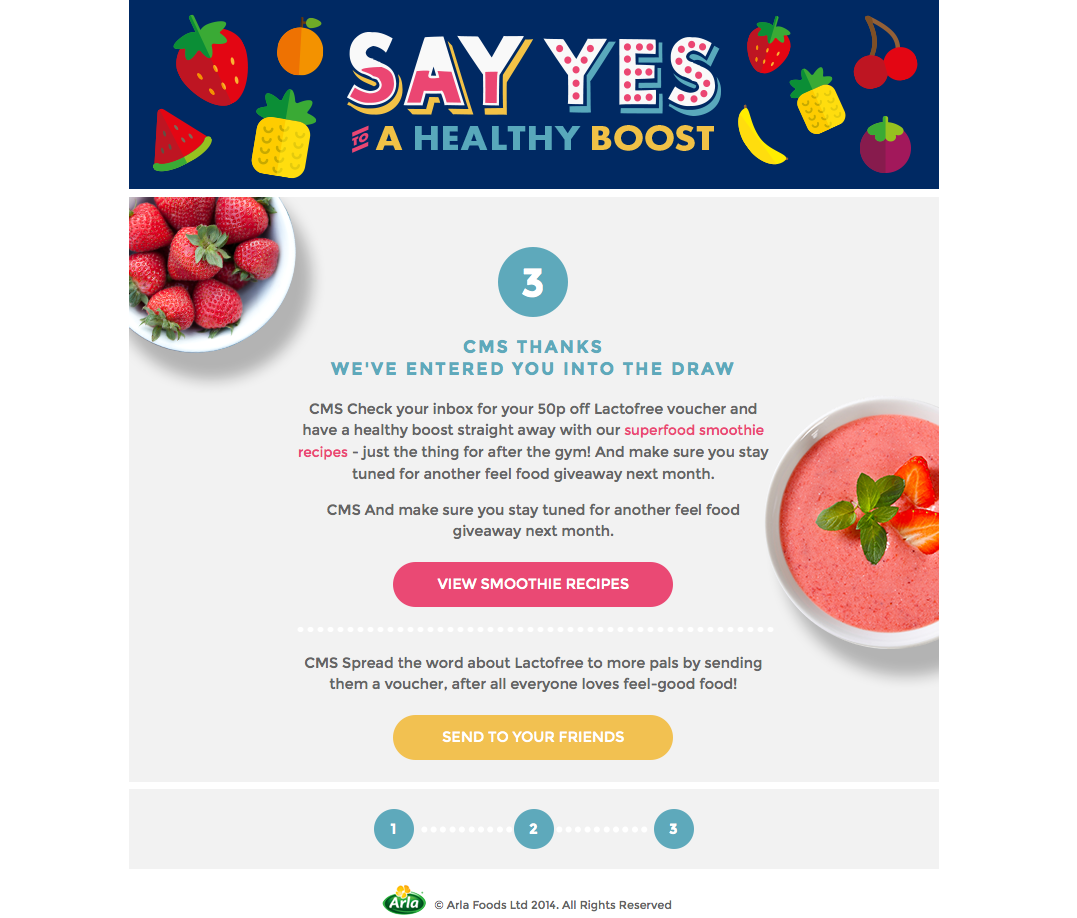 SAY YES
TO A HEALTHY BOOST
3
CMS THANKS
WE'VE ENTERED YOU INTO THE DRAW
CMS Check your inbox for your 50p off Lactofree voucher and
have a healthy boost straight away with our superfood smoothie
recipes - just the thing for after the gym! And make sure you stay
tuned for another feel food giveaway next month.
CMS And make sure you stay tuned for another feel food
giveaway next month.
VIEW SMOOTHIE RECIPES
CMS Spread the word about Lactofree to more pals by sending
them a voucher, after all everyone loves feel-good food!
SEND TO YOUR FRIENDS
1 2 3
Arla © Arla Foods Ltd 2014. All Rights Reserved